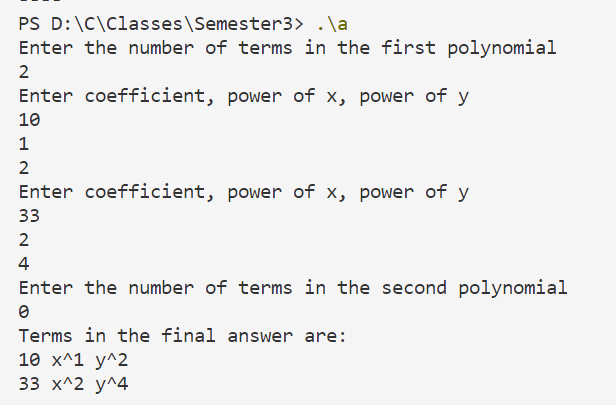 PS D:\C\Classes\Semester3> .\a
Enter the number of terms in the first polynomial
2
Enter coefficient, power of x, power of y
10
1
2
Enter coefficient, power of x, power of y
33
2
4
Enter the number of terms in the second polynomial
0
Terms in the final answer are:
10 x^1 y^2
33 x^2 y^4